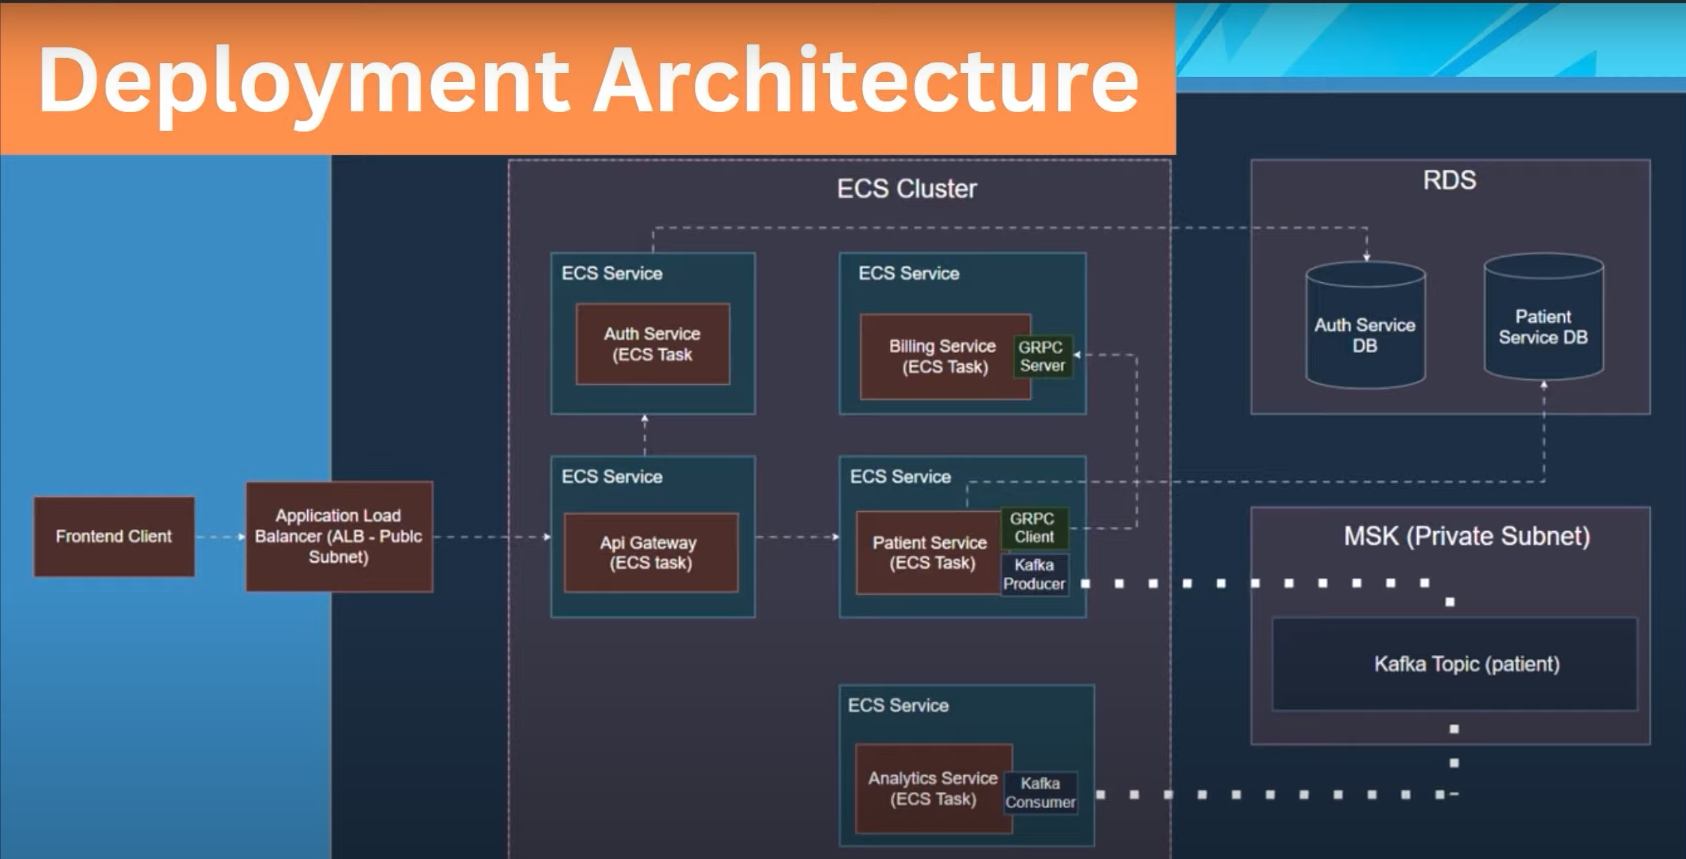 Deployment Architecture
ECS Cluster
RDS
ECS Service
Auth Service
(ECS Task
ECS Service
Billing Service
(ECS Task)
GRPC
Server
Auth Service
DB
Patient
Service DB
Frontend Client
Application Load
Balancer (ALB - Publc
Subnet)
ECS Service
Api Gateway
(ECS task)
ECS Service
Patient Service
(ECS Task)
GRPC
Client
Kafka
Producer
MSK (Private Subnet)
Kafka Topic (patient)
ECS Service
Analytics Service
(ECS Task)
Kafka
Consumer